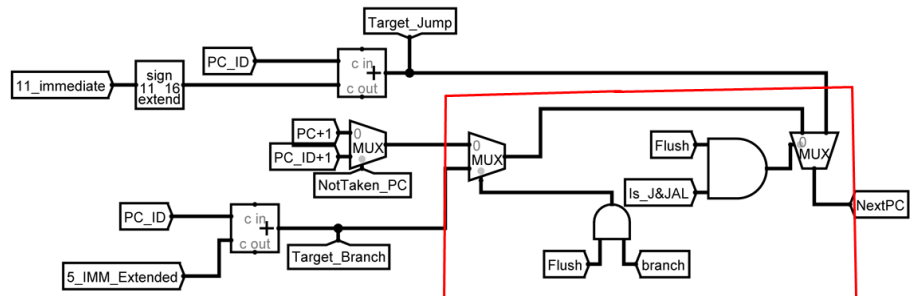 Target_Jump
PC_ID
c in
+
c out
11_immediate
sign
11 16
extend
PC+1
0
MUX
PC_ID+1
NotTaken_PC
0
MUX
Flush
Is_J&JAL
0
MUX
NextPC
PC_ID
c in
+
c out
5_IMM_Extended
Target_Branch
Flush
branch